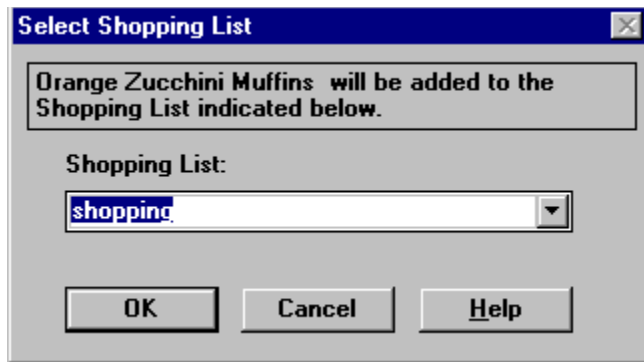 Select Shopping List
Orange Zucchini Muffins  will be added to the
Shopping List indicated below.
Shopping List:
shopping
OK
Cancel
Help